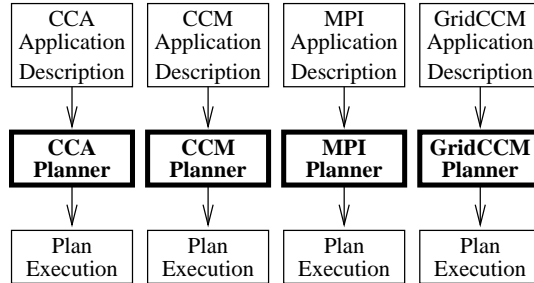 CCA
Application
Description
CCM
Application
Description
MPI
Application
Description
GridCCM
Application
Description
CCA
Planner
CCM
Planner
MPI
Planner
GridCCM
Planner
Plan
Execution
Plan
Execution
Plan
Execution
Plan
Execution